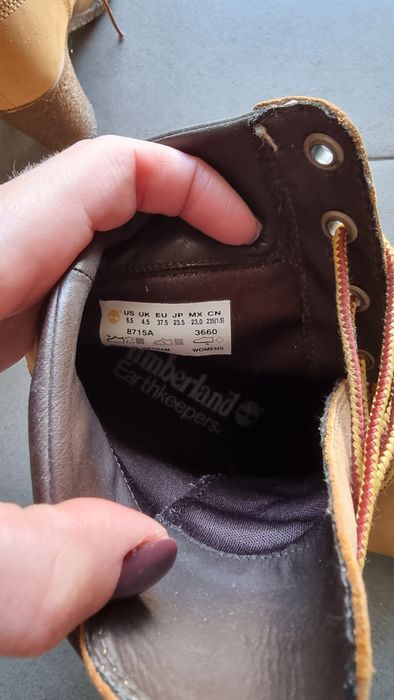 US UK EU JP MX CN
6.5 4.5 37.5 23.5 23.0 235(1.5)
8715A 3660
WOMENS
Timberland
Earthkeepers